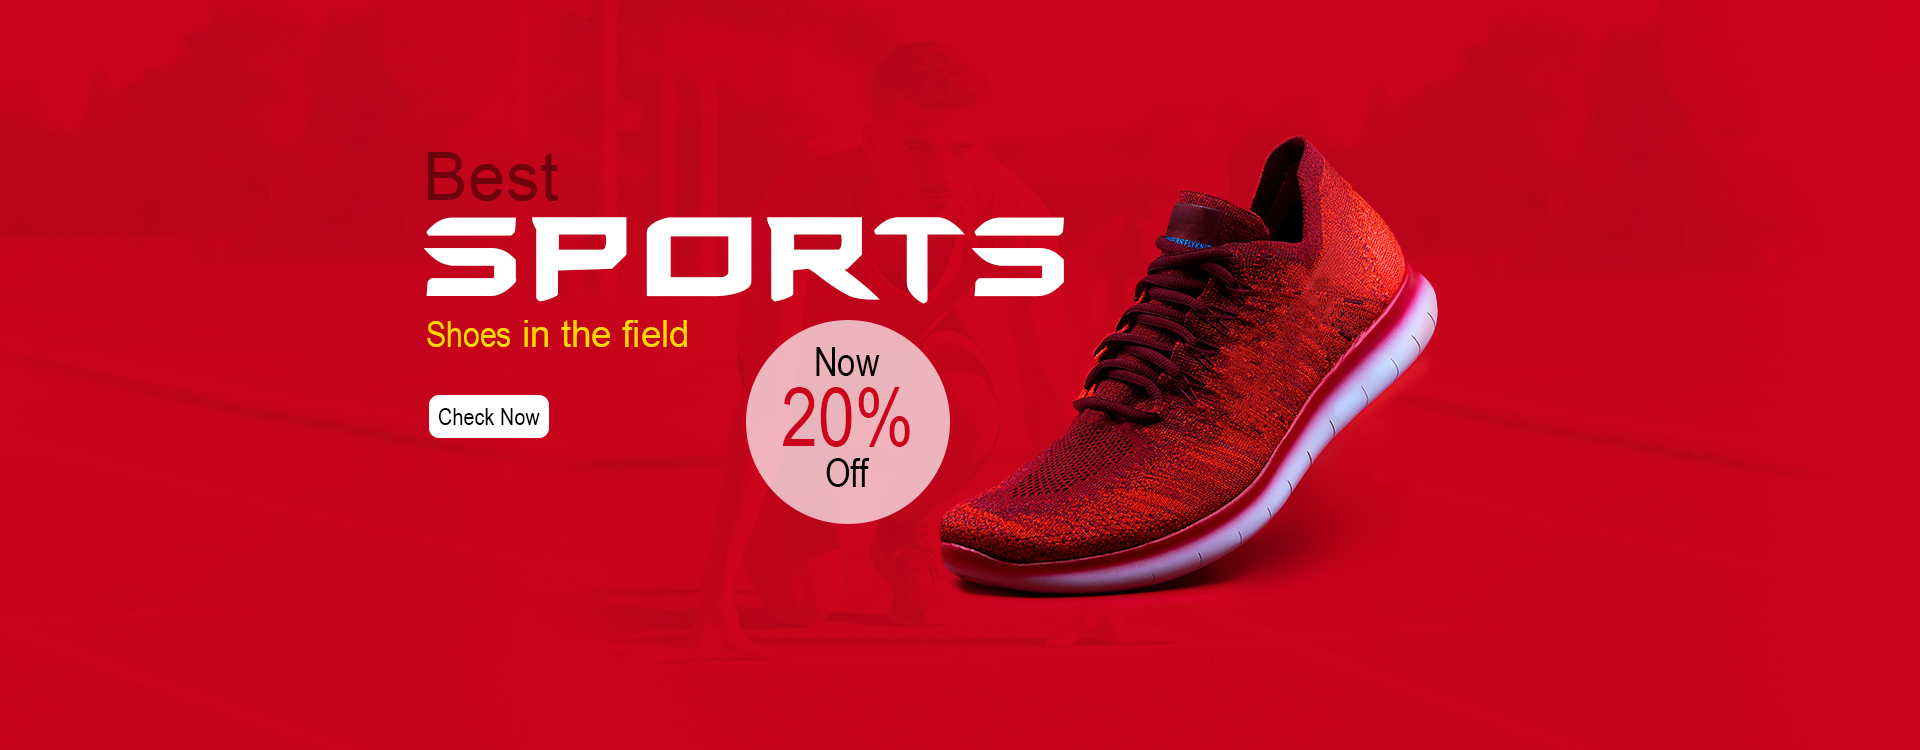 Best
SPORTS
Shoes in the field
Check Now
Now
20%
Off